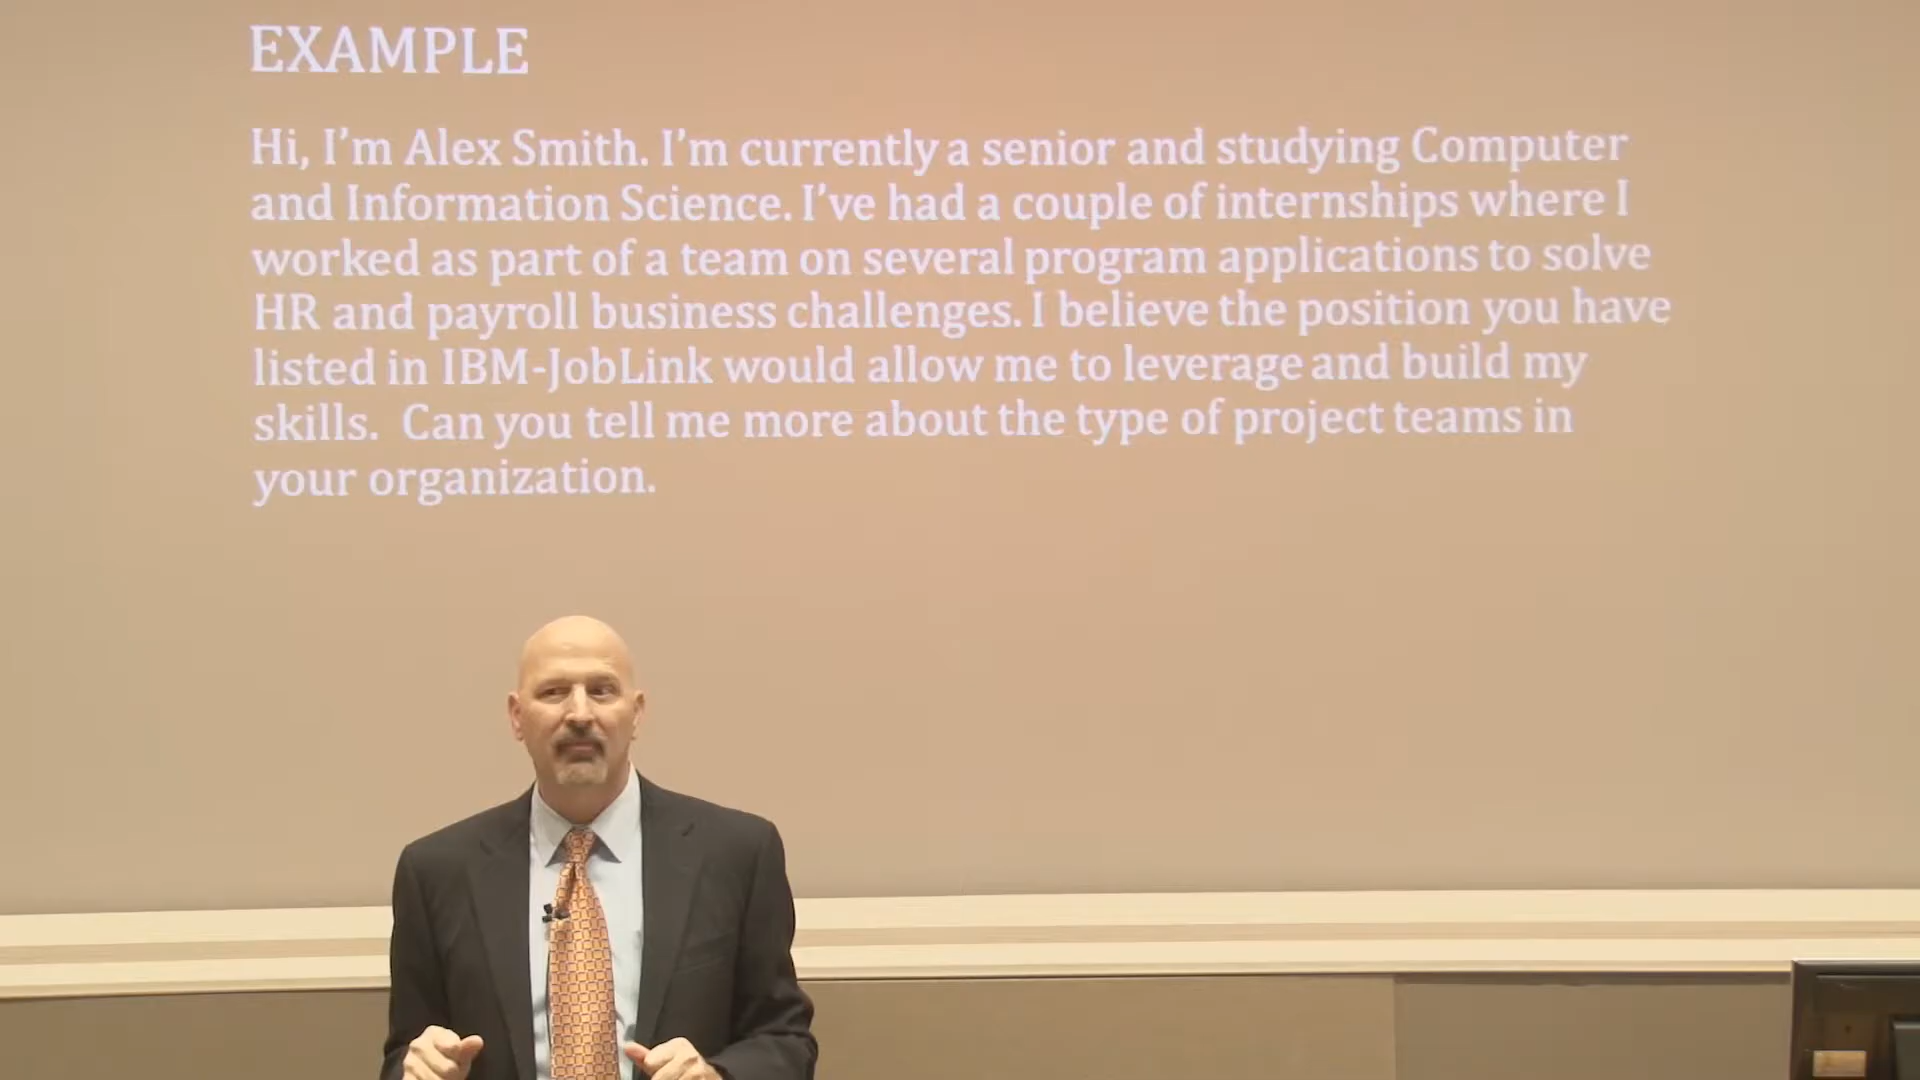 EXAMPLE
Hi, I'm Alex Smith. I'm currently a senior and studying Computer
and Information Science. I've had a couple of internships where I
worked as part of a team on several program applications to solve
HR and payroll business challenges. I believe the position you have
listed in IBM-JobLink would allow me to leverage and build my
skills.  Can you tell me more about the type of project teams in
your organization.